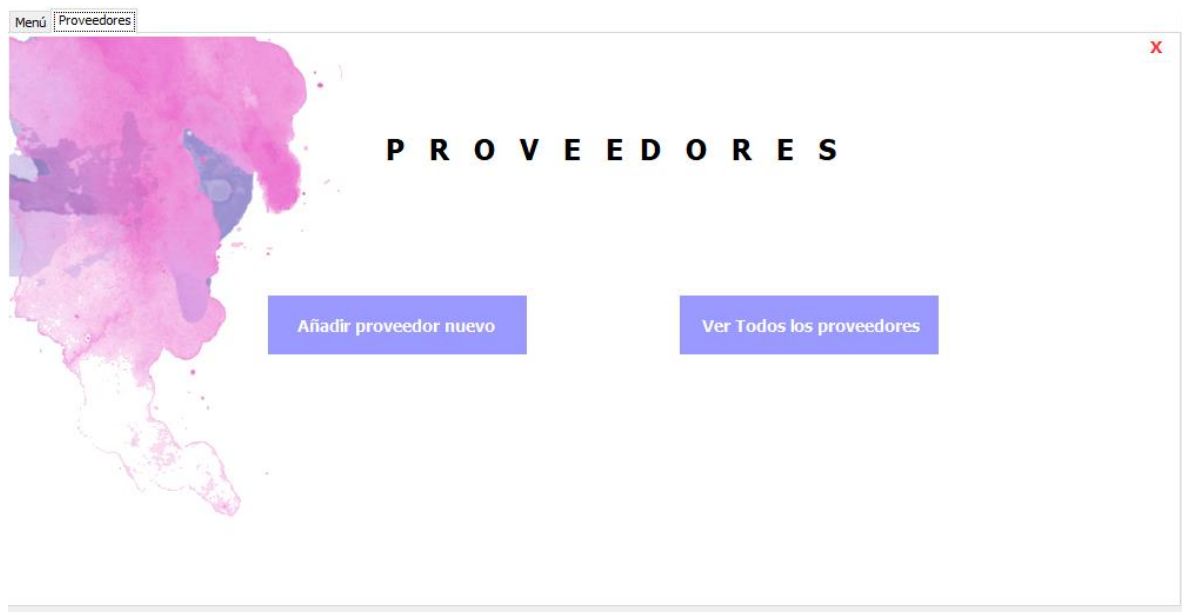 Menú Proveedores
X
P R O V E E D O R E S
Añadir proveedor nuevo Ver Todos los proveedores